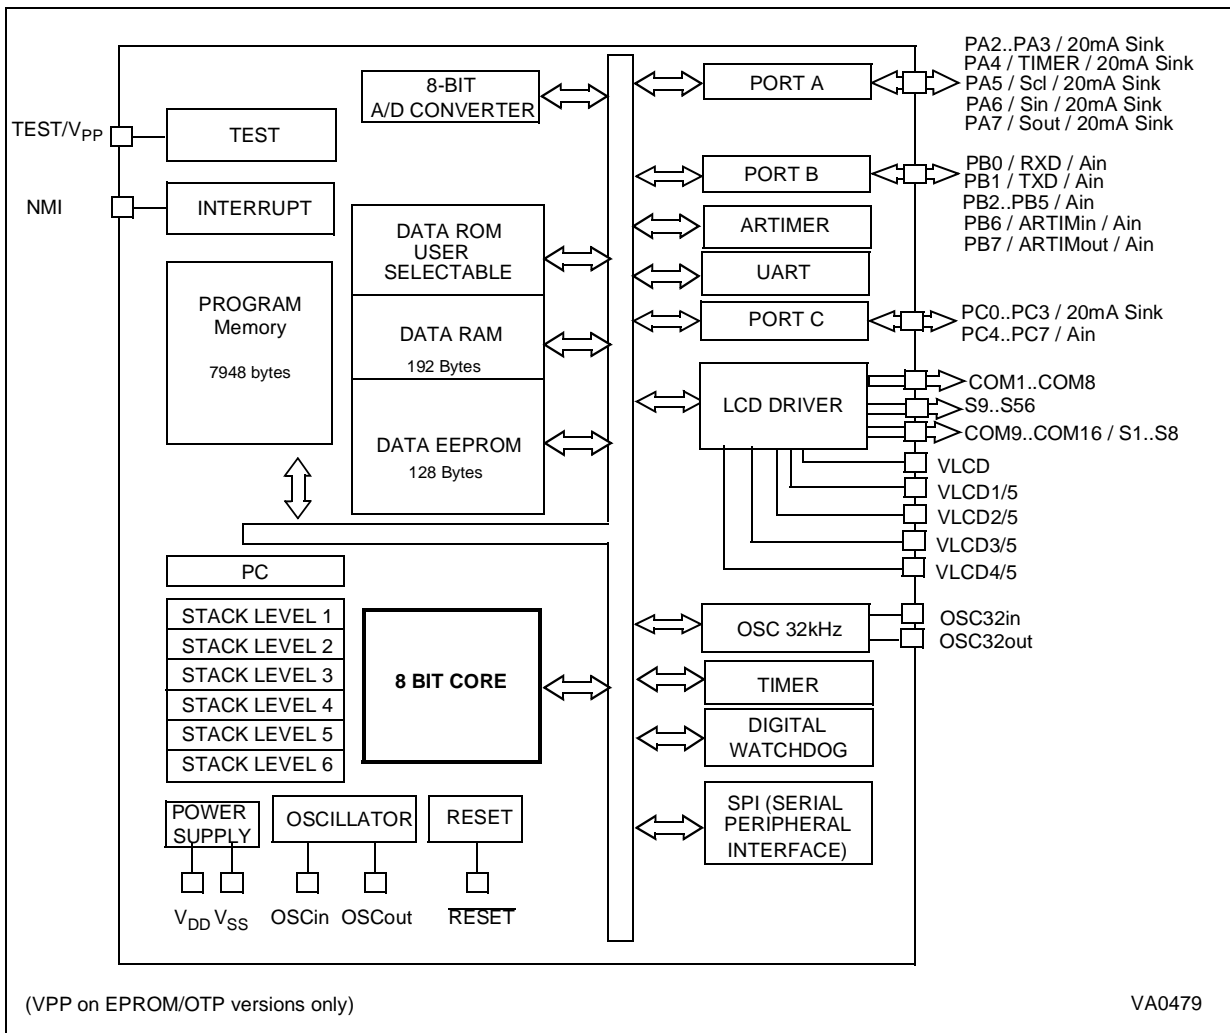 8-BIT
A/D CONVERTER
TEST/VPP
TEST
NMI
INTERRUPT
PROGRAM
Memory
7948 bytes
DATA ROM
USER
SELECTABLE
DATA RAM
192 Bytes
DATA EEPROM
128 Bytes
PC
STACK LEVEL 1
STACK LEVEL 2
STACK LEVEL 3
STACK LEVEL 4
STACK LEVEL 5
STACK LEVEL 6
8 BIT CORE
POWER
SUPPLY
OSCILLATOR
RESET
VDD VSS
OSCin OSCout
RESET
PORT A
PA2..PA3 / 20mA Sink
PA4 / TIMER / 20mA Sink
PA5 / Scl / 20mA Sink
PA6 / Sin / 20mA Sink
PA7 / Sout / 20mA Sink
PORT B
PB0 / RXD / Ain
PB1 / TXD / Ain
PB2..PB5 / Ain
PB6 / ARTIMin / Ain
PB7 / ARTIMout / Ain
ARTIMER
UART
PORT C
PC0..PC3 / 20mA Sink
PC4..PC7 / Ain
LCD DRIVER
COM1..COM8
S9..S56
COM9..COM16 / S1..S8
VLCD
VLCD1/5
VLCD2/5
VLCD3/5
VLCD4/5
OSC 32kHz
OSC32in
OSC32out
TIMER
DIGITAL
WATCHDOG
SPI (SERIAL
PERIPHERAL
INTERFACE)
(VPP on EPROM/OTP versions only)
VA0479